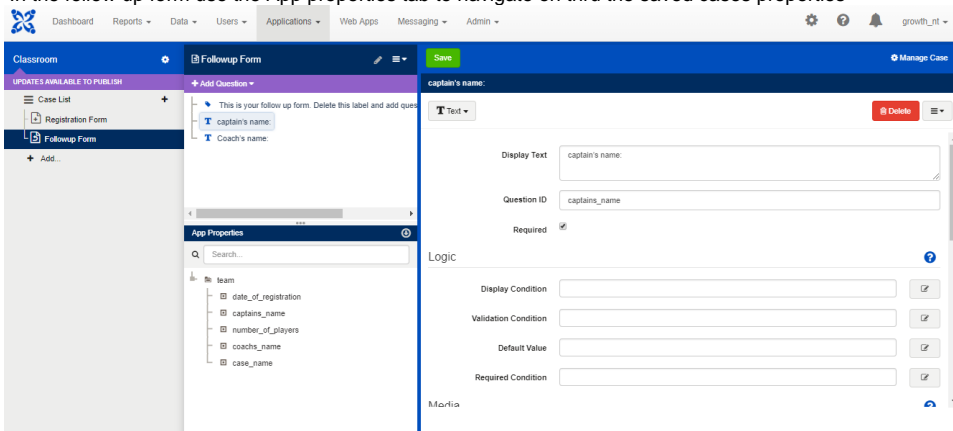 in the follow up form use the App properties tab to navigate on thru the saved cases properties
Dashboard Reports Data Users Applications Web Apps Messaging Admin growth_nt
Classroom
UPDATES AVAILABLE TO PUBLISH
Case List
Registration Form
Followup Form
+ Add...
Followup Form
+ Add Question
This is your follow up form. Delete this label and add ques
T captain's name:
T Coach's name:
App Properties
Search...
team
date_of_registration
captains_name
number_of_players
coachs_name
case_name
Save Manage Case
captain's name:
T Text Delete
Display Text captain's name:
Question ID captains_name
Required
Logic
Display Condition
Validation Condition
Default Value
Required Condition
Media